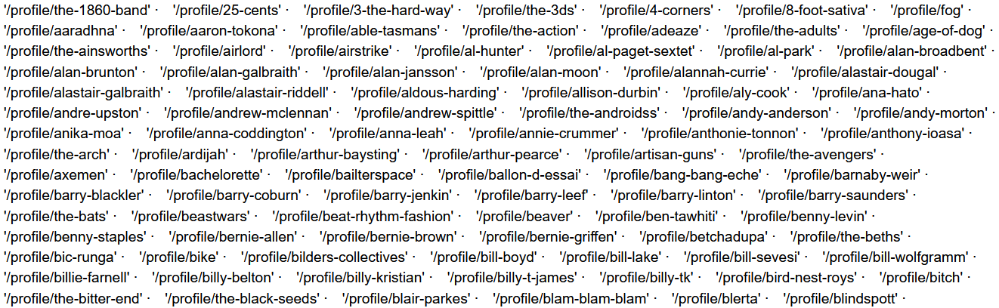 '/profile/the-1860-band' · '/profile/25-cents' · '/profile/3-the-hard-way' · '/profile/the-3ds' · '/profile/4-corners' · '/profile/8-foot-sativa' · '/profile/fog' ·
'/profile/aaradhna' · '/profile/aaron-tokona' · '/profile/able-tasmans' · '/profile/the-action' · '/profile/adeaze' · '/profile/the-adults' · '/profile/age-of-dog' ·
'/profile/the-ainsworths' · '/profile/airlord' · '/profile/airstrike' · '/profile/al-hunter' · '/profile/al-paget-sextet' · '/profile/al-park' · '/profile/alan-broadbent' ·
'/profile/alan-brunton' · '/profile/alan-galbraith' · '/profile/alan-jansson' · '/profile/alan-moon' · '/profile/alannah-currie' · '/profile/alastair-dougal' ·
'/profile/alastair-galbraith' · '/profile/alastair-riddell' · '/profile/aldous-harding' · '/profile/allison-durbin' · '/profile/aly-cook' · '/profile/ana-hato' ·
'/profile/andre-upston' · '/profile/andrew-mclennan' · '/profile/andrew-spittle' · '/profile/the-androidss' · '/profile/andy-anderson' · '/profile/andy-morton' ·
'/profile/anika-moa' · '/profile/anna-coddington' · '/profile/anna-leah' · '/profile/annie-crummer' · '/profile/anthonie-tonnon' · '/profile/anthony-ioasa' ·
'/profile/the-arch' · '/profile/ardijah' · '/profile/arthur-baysting' · '/profile/arthur-pearce' · '/profile/artisan-guns' · '/profile/the-avengers' ·
'/profile/axemen' · '/profile/bachelorette' · '/profile/bailterspace' · '/profile/ballon-d-essai' · '/profile/bang-bang-eche' · '/profile/barnaby-weir' ·
'/profile/barry-blackler' · '/profile/barry-coburn' · '/profile/barry-jenkin' · '/profile/barry-leef' · '/profile/barry-linton' · '/profile/barry-saunders' ·
'/profile/the-bats' · '/profile/beastwars' · '/profile/beat-rhythm-fashion' · '/profile/beaver' · '/profile/ben-tawhiti' · '/profile/benny-levin' ·
'/profile/benny-staples' · '/profile/bernie-allen' · '/profile/bernie-brown' · '/profile/bernie-griffen' · '/profile/betchadupa' · '/profile/the-beths' ·
'/profile/bic-runga' · '/profile/bike' · '/profile/bilders-collectives' · '/profile/bill-boyd' · '/profile/bill-lake' · '/profile/bill-sevesi' · '/profile/bill-wolfgramm' ·
'/profile/billie-farnell' · '/profile/billy-belton' · '/profile/billy-kristian' · '/profile/billy-t-james' · '/profile/billy-tk' · '/profile/bird-nest-roys' · '/profile/bitch' ·
'/profile/the-bitter-end' · '/profile/the-black-seeds' · '/profile/blair-parkes' · '/profile/blam-blam-blam' · '/profile/blerta' · '/profile/blindspott' ·